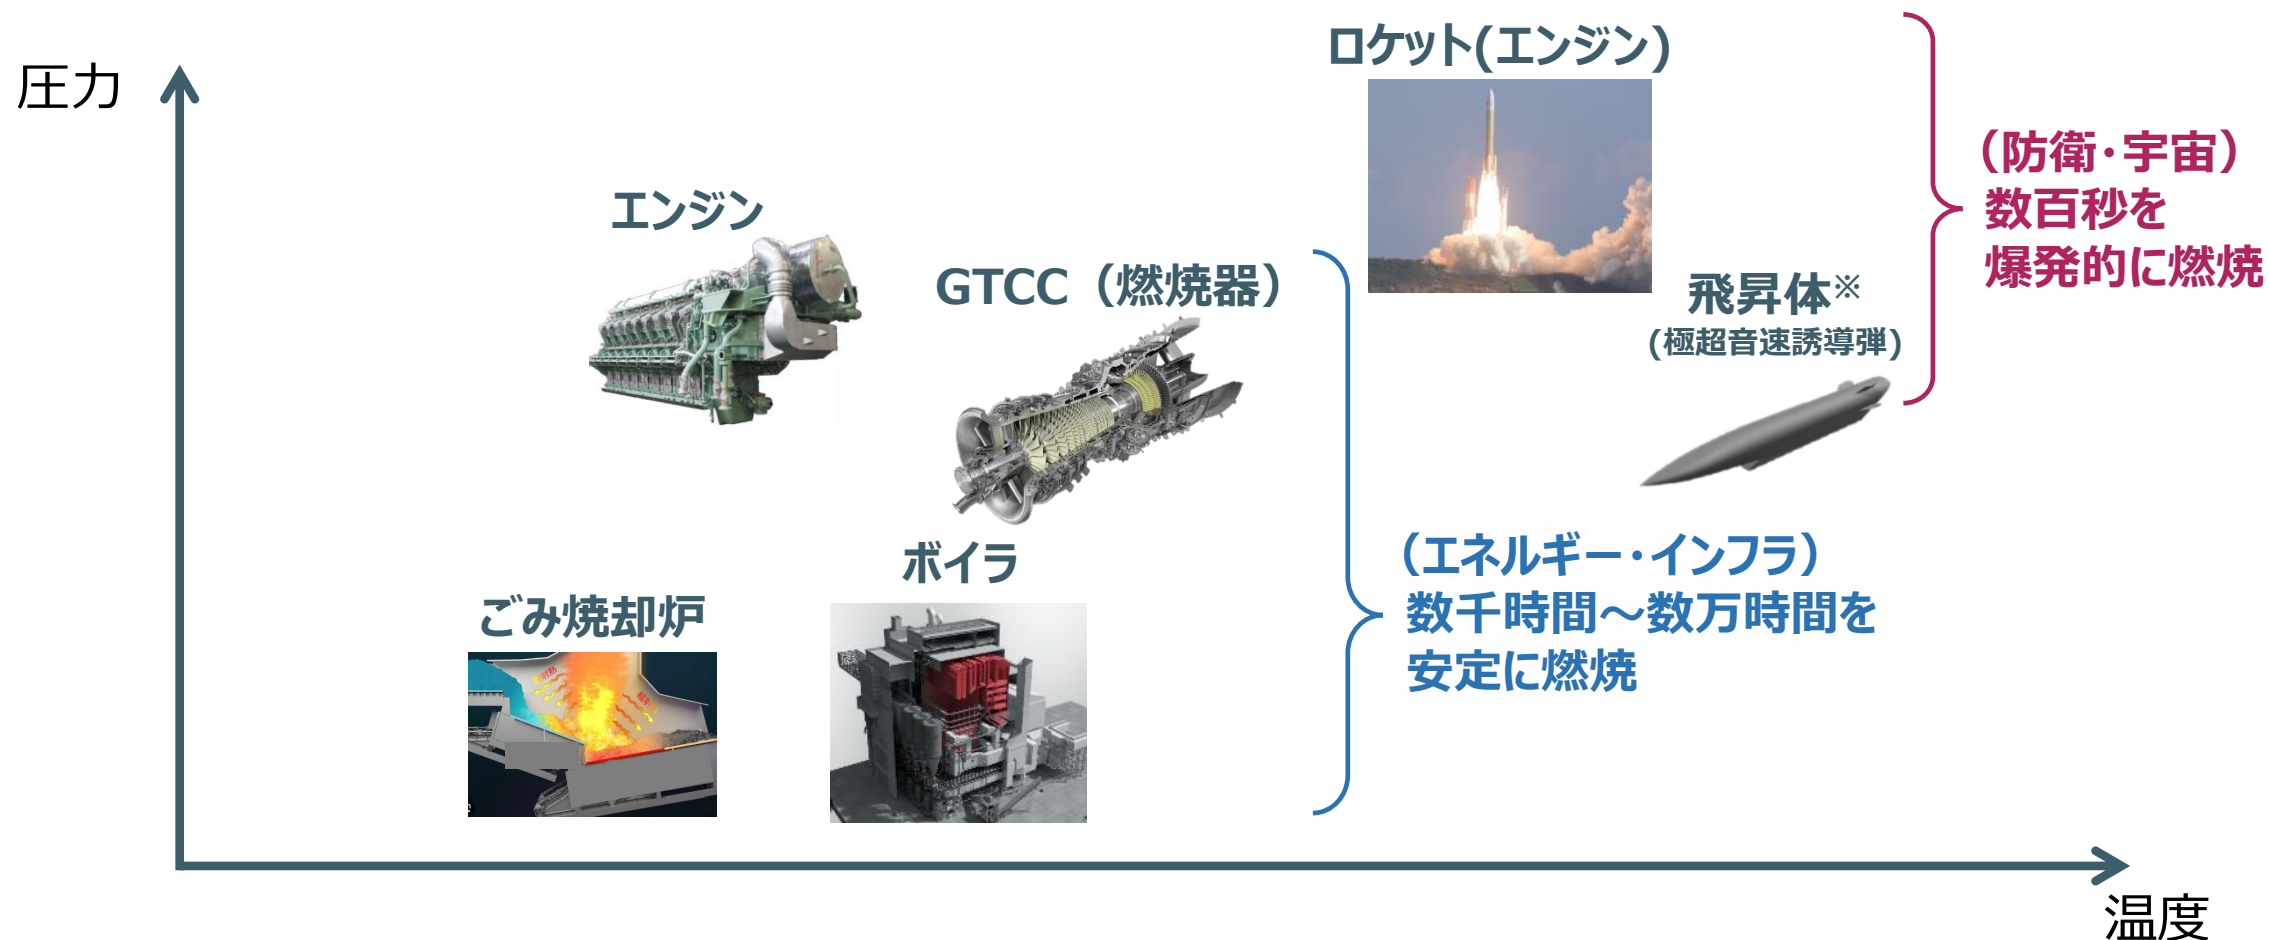 圧力
ロケット(エンジン)
(防衛・宇宙)
数百秒を
爆発的に燃焼
エンジン
GTCC(燃焼器)
飛昇体※
(極超音速誘導弾)
ボイラ
(エネルギー・インフラ)
数千時間~数万時間を
安定に燃焼
ごみ焼却炉
温度